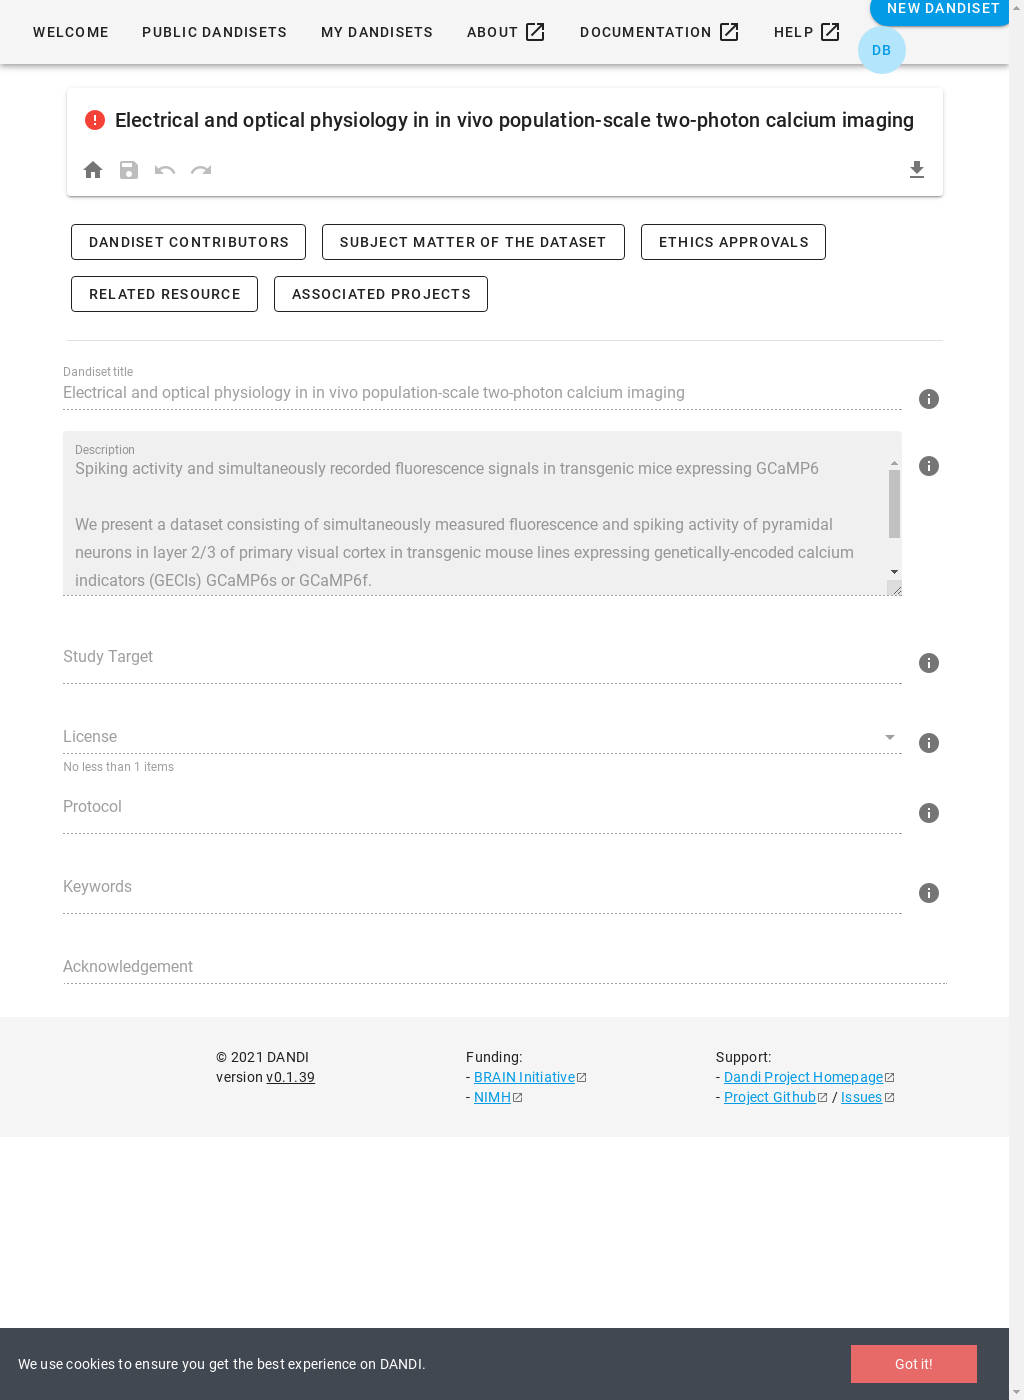 WELCOME PUBLIC DANDISETS MY DANDISETS ABOUT DOCUMENTATION HELP NEW DANDISET
DB
Electrical and optical physiology in in vivo population-scale two-photon calcium imaging
DANDISET CONTRIBUTORS SUBJECT MATTER OF THE DATASET ETHICS APPROVALS
RELATED RESOURCE ASSOCIATED PROJECTS
Dandiset title
Electrical and optical physiology in in vivo population-scale two-photon calcium imaging
Description
Spiking activity and simultaneously recorded fluorescence signals in transgenic mice expressing GCaMP6
We present a dataset consisting of simultaneously measured fluorescence and spiking activity of pyramidal
neurons in layer 2/3 of primary visual cortex in transgenic mouse lines expressing genetically-encoded calcium
indicators (GECIs) GCaMP6s or GCaMP6f.
Study Target
License
No less than 1 items
Protocol
Keywords
Acknowledgement
© 2021 DANDI
version v0.1.39
Funding:
- BRAIN Initiative
- NIMH
Support:
- Dandi Project Homepage
- Project Github / Issues
We use cookies to ensure you get the best experience on DANDI.
Got it!